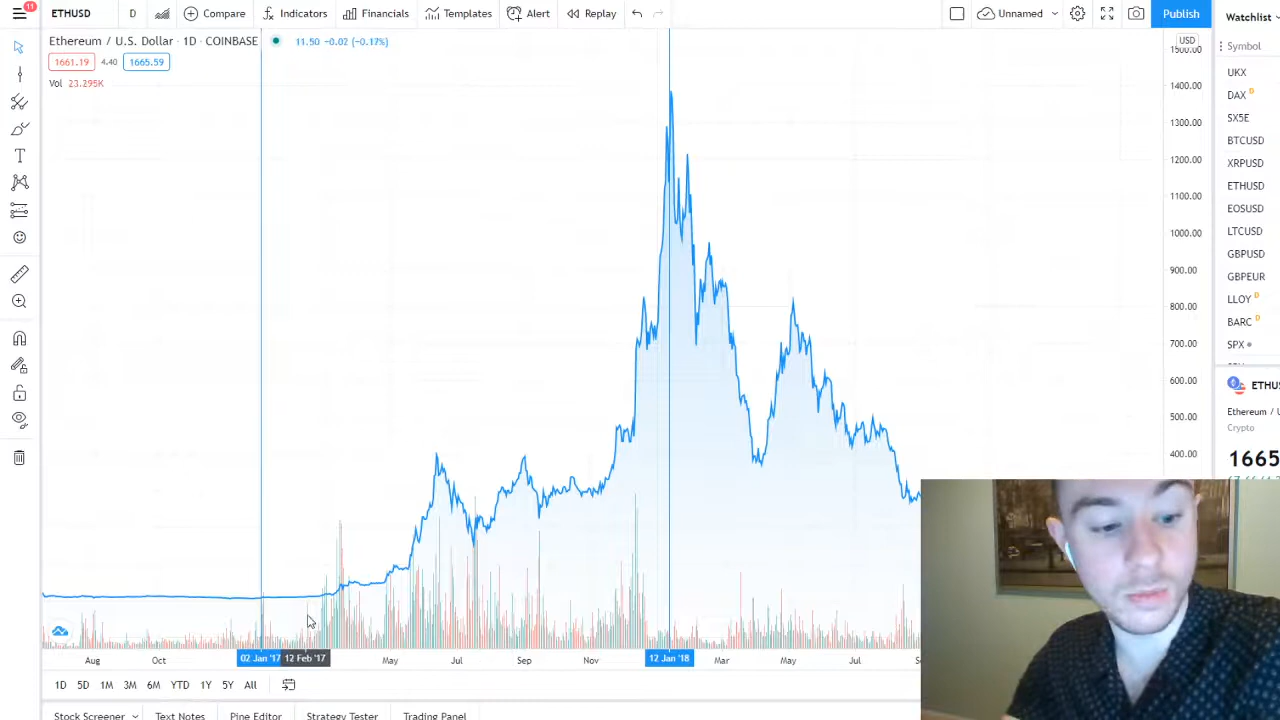 11
ETHUSD D Compare Indicators Financials Templates Alert Replay Unnamed Publish Watchlist
Ethereum / U.S. Dollar · 1D · COINBASE 11.50 −0.02 (−0.17%) USD Symbol
1661.19 4.40 1665.59
Vol 23.295K
1500.00
1400.00
1300.00
1200.00
1100.00
1000.00
900.00
800.00
700.00
600.00
500.00
400.00
UKX
DAX D
SX5E
BTCUSD
XRPUSD
ETHUSD
EOSUSD
LTCUSD
GBPUSD
GBPEUR
LLOY D
BARC D
SPX
ETHUS
Ethereum / U
Crypto
1665
Aug Oct 02 Jan '17 12 Feb '17 May Jul Sep Nov 12 Jan '18 Mar May Jul
1D 5D 1M 3M 6M YTD 1Y 5Y All
Stock Screener Text Notes Pine Editor Strategy Tester Trading Panel